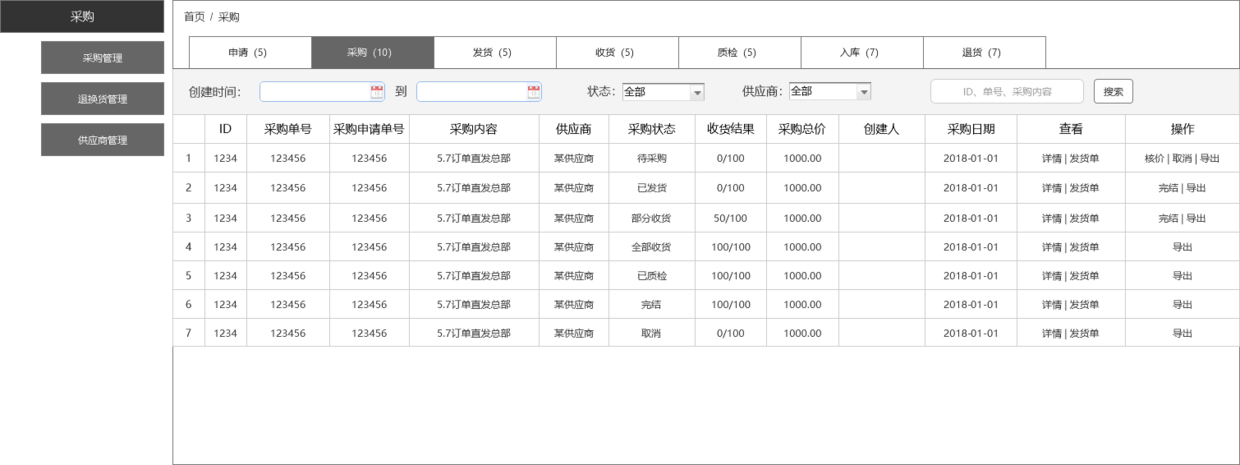 采购
采购管理
退换货管理
供应商管理
首页 / 采购
申请（5） 采购（10） 发货（5） 收货（5） 质检（5） 入库（7） 退货（7）
创建时间： 到 状态： 全部 供应商： 全部 ID、单号、采购内容 搜索
ID 采购单号 采购申请单号 采购内容 供应商 采购状态 收货结果 采购总价 创建人 采购日期 查看 操作
1 1234 123456 123456 5.7订单直发总部 某供应商 待采购 0/100 1000.00 2018-01-01 详情 | 发货单 核价 | 取消 | 导出
2 1234 123456 123456 5.7订单直发总部 某供应商 已发货 0/100 1000.00 2018-01-01 详情 | 发货单 完结 | 导出
3 1234 123456 123456 5.7订单直发总部 某供应商 部分收货 50/100 1000.00 2018-01-01 详情 | 发货单 完结 | 导出
4 1234 123456 123456 5.7订单直发总部 某供应商 全部收货 100/100 1000.00 2018-01-01 详情 | 发货单 导出
5 1234 123456 123456 5.7订单直发总部 某供应商 已质检 100/100 1000.00 2018-01-01 详情 | 发货单 导出
6 1234 123456 123456 5.7订单直发总部 某供应商 完结 100/100 1000.00 2018-01-01 详情 | 发货单 导出
7 1234 123456 123456 5.7订单直发总部 某供应商 取消 0/100 1000.00 2018-01-01 详情 | 发货单 导出